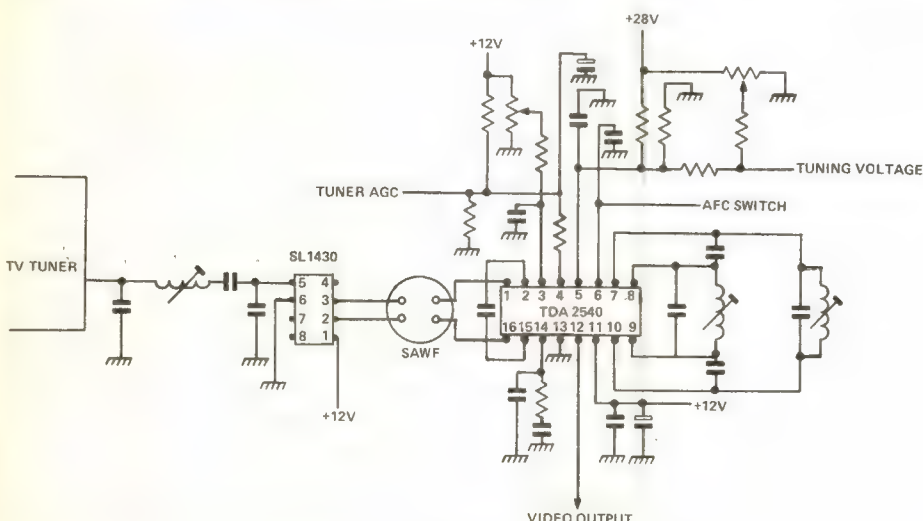 +28V
+12V
TUNING VOLTAGE
TUNER AGC
AFC SWITCH
TV TUNER
SL1430
5 4
6 3
7 2
8 1
+12V
SAWF
1 2 3 4 5 6 7 8
TDA 2540
16 15 14 13 12 11 10 9
+12V
VIDEO OUTPUT